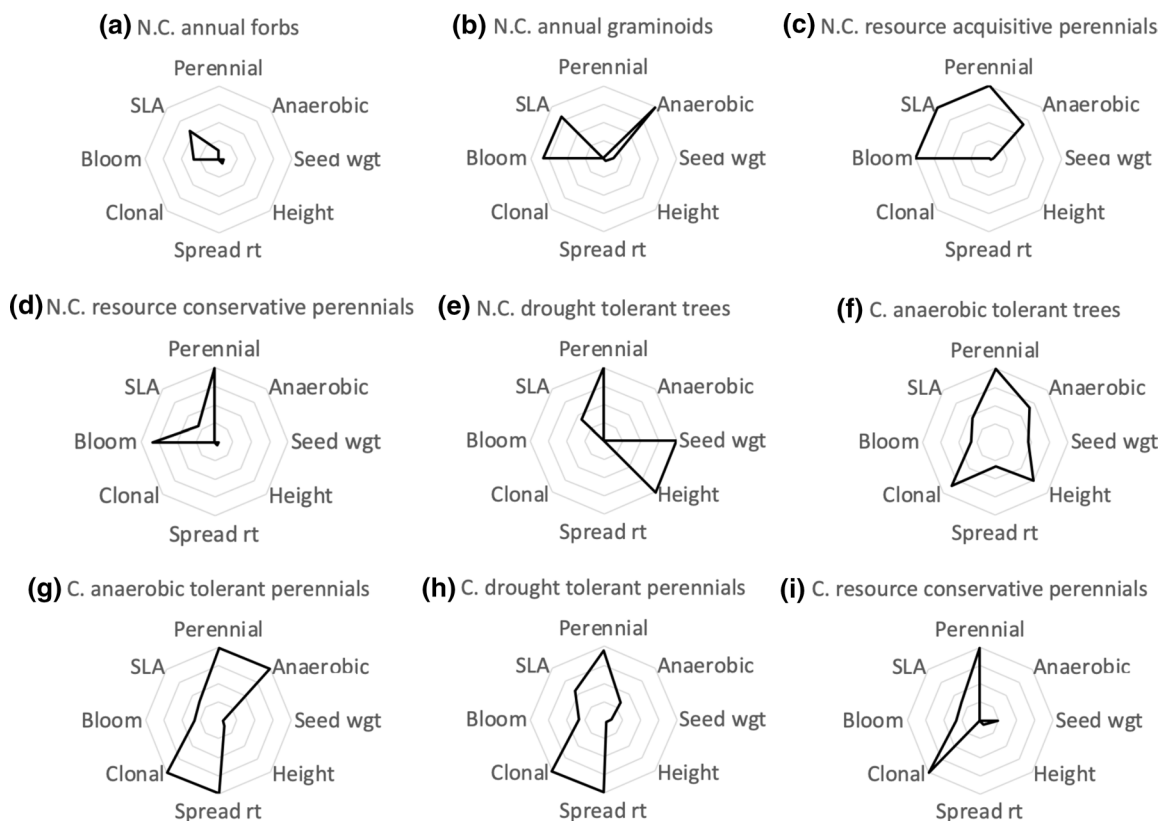 (a) N.C. annual forbs
Perennial
SLA
Anaerobic
Bloom
Seed wgt
Clonal
Height
Spread rt
(b) N.C. annual graminoids
Perennial
SLA
Anaerobic
Bloom
Seed wgt
Clonal
Height
Spread rt
(c) N.C. resource acquisitive perennials
Perennial
SLA
Anaerobic
Bloom
Seed wgt
Clonal
Height
Spread rt
(d) N.C. resource conservative perennials
Perennial
SLA
Anaerobic
Bloom
Seed wgt
Clonal
Height
Spread rt
(e) N.C. drought tolerant trees
Perennial
SLA
Anaerobic
Bloom
Seed wgt
Clonal
Height
Spread rt
(f) C. anaerobic tolerant trees
Perennial
SLA
Anaerobic
Bloom
Seed wgt
Clonal
Height
Spread rt
(g) C. anaerobic tolerant perennials
Perennial
SLA
Anaerobic
Bloom
Seed wgt
Clonal
Height
Spread rt
(h) C. drought tolerant perennials
Perennial
SLA
Anaerobic
Bloom
Seed wgt
Clonal
Height
Spread rt
(i) C. resource conservative perennials
Perennial
SLA
Anaerobic
Bloom
Seed wgt
Clonal
Height
Spread rt